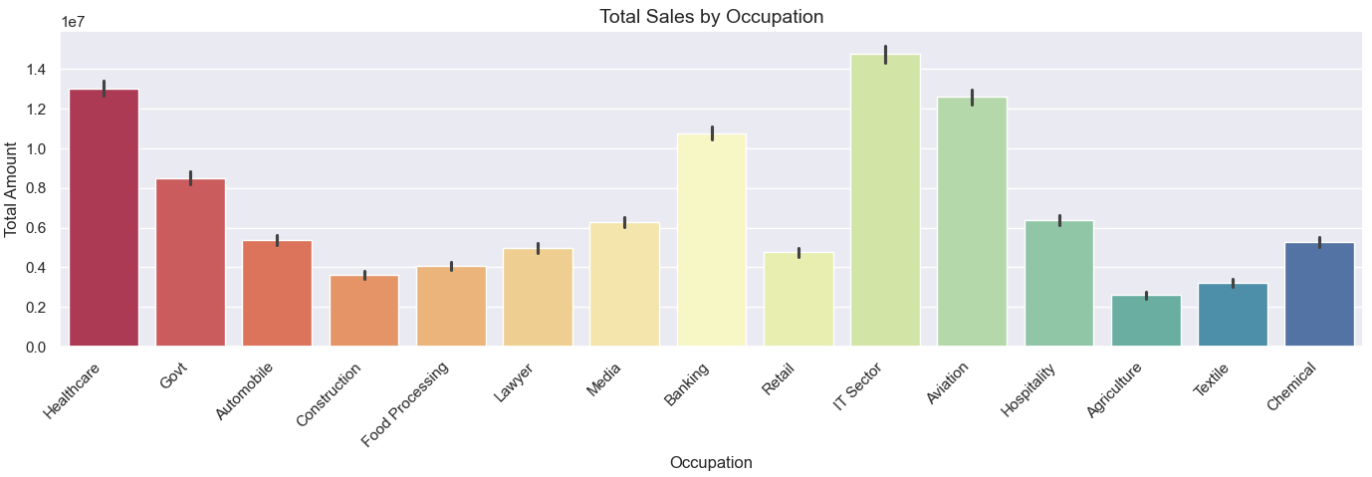 Total Sales by Occupation
1e7
1.4
1.2
1.0
0.8
0.6
0.4
0.2
0.0
Total Amount
Healthcare
Govt
Automobile
Construction
Food Processing
Lawyer
Media
Banking
Retail
IT Sector
Aviation
Hospitality
Agriculture
Textile
Chemical
Occupation